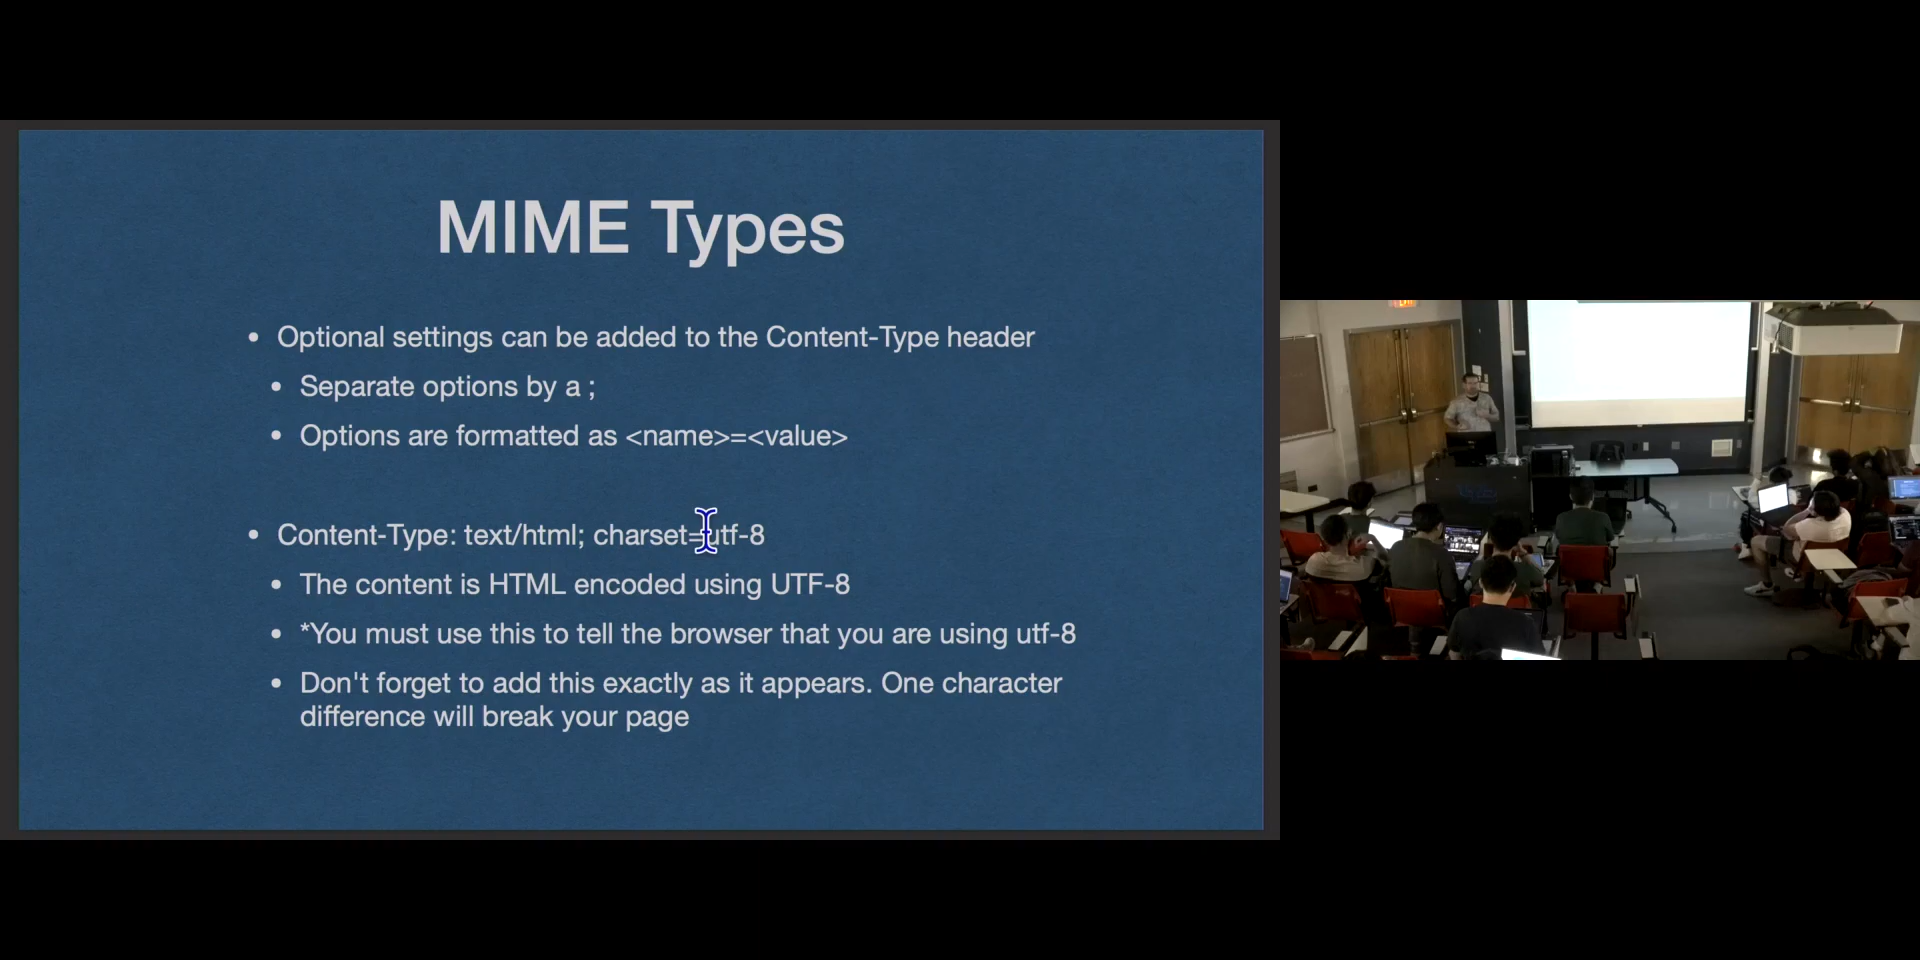 MIME Types
• Optional settings can be added to the Content-Type header
• Separate options by a ;
• Options are formatted as <name>=<value>
• Content-Type: text/html; charset=utf-8
• The content is HTML encoded using UTF-8
• *You must use this to tell the browser that you are using utf-8
• Don't forget to add this exactly as it appears. One character
difference will break your page